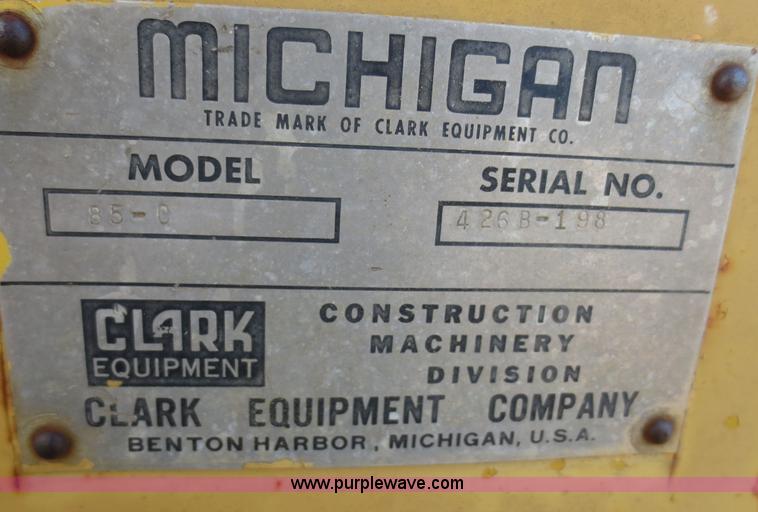 MICHIGAN
TRADE MARK OF CLARK EQUIPMENT CO.
MODEL SERIAL NO.
85-C 426B-198
CLARK
EQUIPMENT
CONSTRUCTION
MACHINERY
DIVISION
CLARK EQUIPMENT COMPANY
BENTON HARBOR, MICHIGAN, U.S.A.
www.purplewave.com